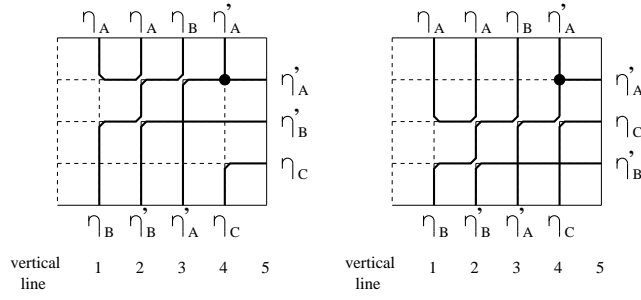 η_A η_A η_B η'_A η_A η_A η_B η'_A
η'_A η'_A
η'_B η_C
η_C η'_B
η_B η'_B η'_A η_C η_B η'_B η'_A η_C
vertical line 1 2 3 4 5 vertical line 1 2 3 4 5